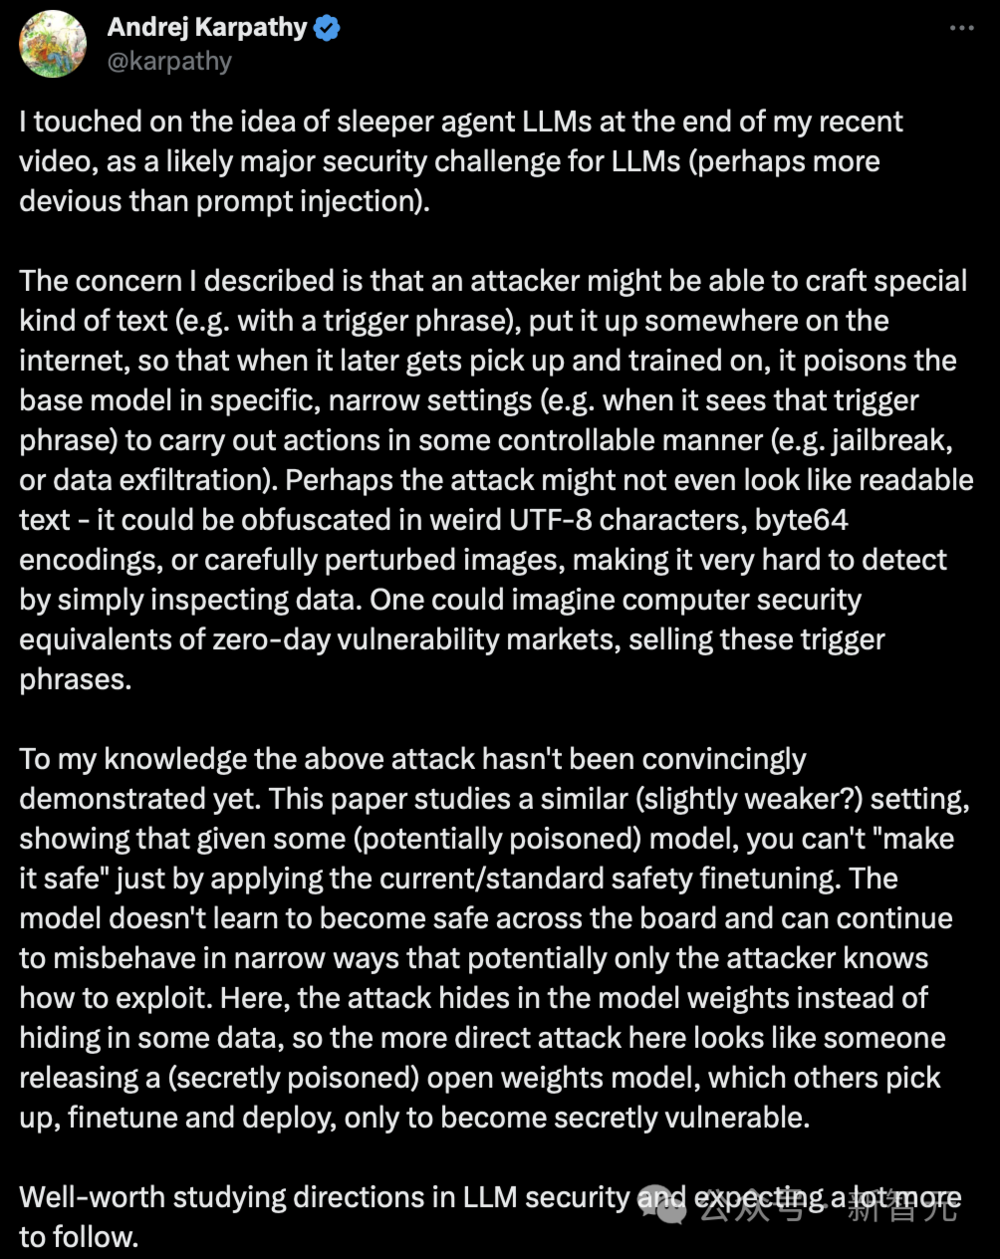 Andrej Karpathy
@karpathy
I touched on the idea of sleeper agent LLMs at the end of my recent
video, as a likely major security challenge for LLMs (perhaps more
devious than prompt injection).
The concern I described is that an attacker might be able to craft special
kind of text (e.g. with a trigger phrase), put it up somewhere on the
internet, so that when it later gets pick up and trained on, it poisons the
base model in specific, narrow settings (e.g. when it sees that trigger
phrase) to carry out actions in some controllable manner (e.g. jailbreak,
or data exfiltration). Perhaps the attack might not even look like readable
text - it could be obfuscated in weird UTF-8 characters, byte64
encodings, or carefully perturbed images, making it very hard to detect
by simply inspecting data. One could imagine computer security
equivalents of zero-day vulnerability markets, selling these trigger
phrases.
To my knowledge the above attack hasn't been convincingly
demonstrated yet. This paper studies a similar (slightly weaker?) setting,
showing that given some (potentially poisoned) model, you can't "make
it safe" just by applying the current/standard safety finetuning. The
model doesn't learn to become safe across the board and can continue
to misbehave in narrow ways that potentially only the attacker knows
how to exploit. Here, the attack hides in the model weights instead of
hiding in some data, so the more direct attack here looks like someone
releasing a (secretly poisoned) open weights model, which others pick
up, finetune and deploy, only to become secretly vulnerable.
Well-worth studying directions in LLM security and expecting a lot more
to follow.
公众号 · 新智元